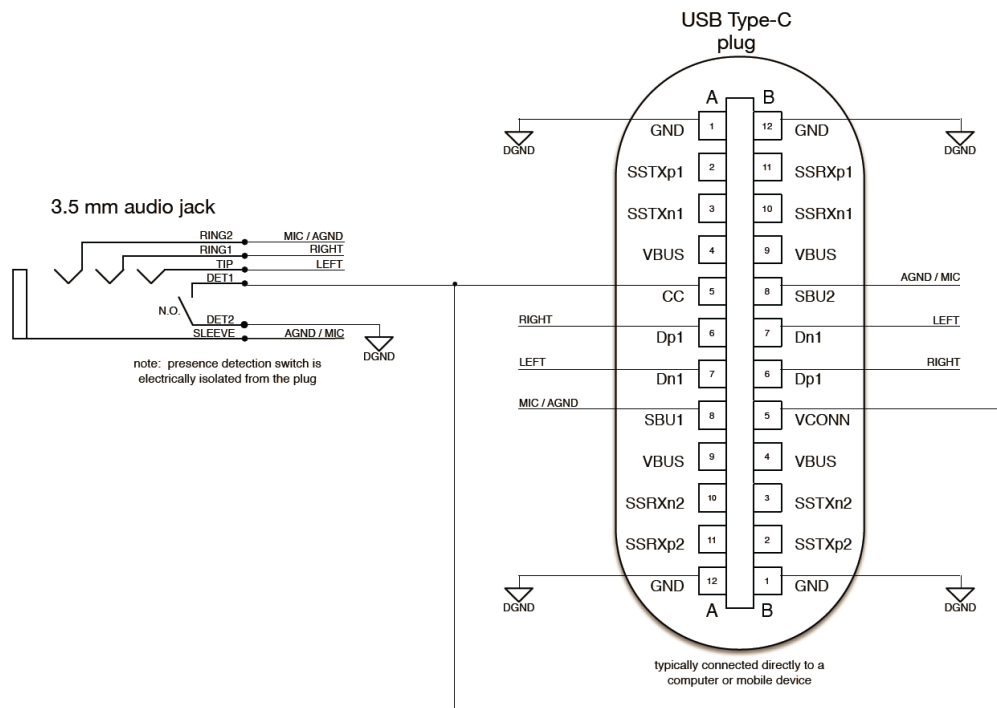 USB Type-C
plug
A B
1 12
GND GND
DGND DGND
2 11
SSTXp1 SSRXp1
3 10
SSTXn1 SSRXn1
4 9
VBUS VBUS
5 8
CC SBU2
AGND / MIC
6 7
RIGHT LEFT
Dp1 Dn1
7 6
LEFT RIGHT
Dn1 Dp1
8 5
MIC / AGND
SBU1 VCONN
9 4
VBUS VBUS
10 3
SSRXn2 SSTXn2
11 2
SSRXp2 SSTXp2
12 1
GND GND
DGND DGND
A B
typically connected directly to a
computer or mobile device
3.5 mm audio jack
RING2 MIC / AGND
RING1 RIGHT
TIP LEFT
DET1
N.O.
DET2
SLEEVE AGND / MIC
DGND
note: presence detection switch is
electrically isolated from the plug